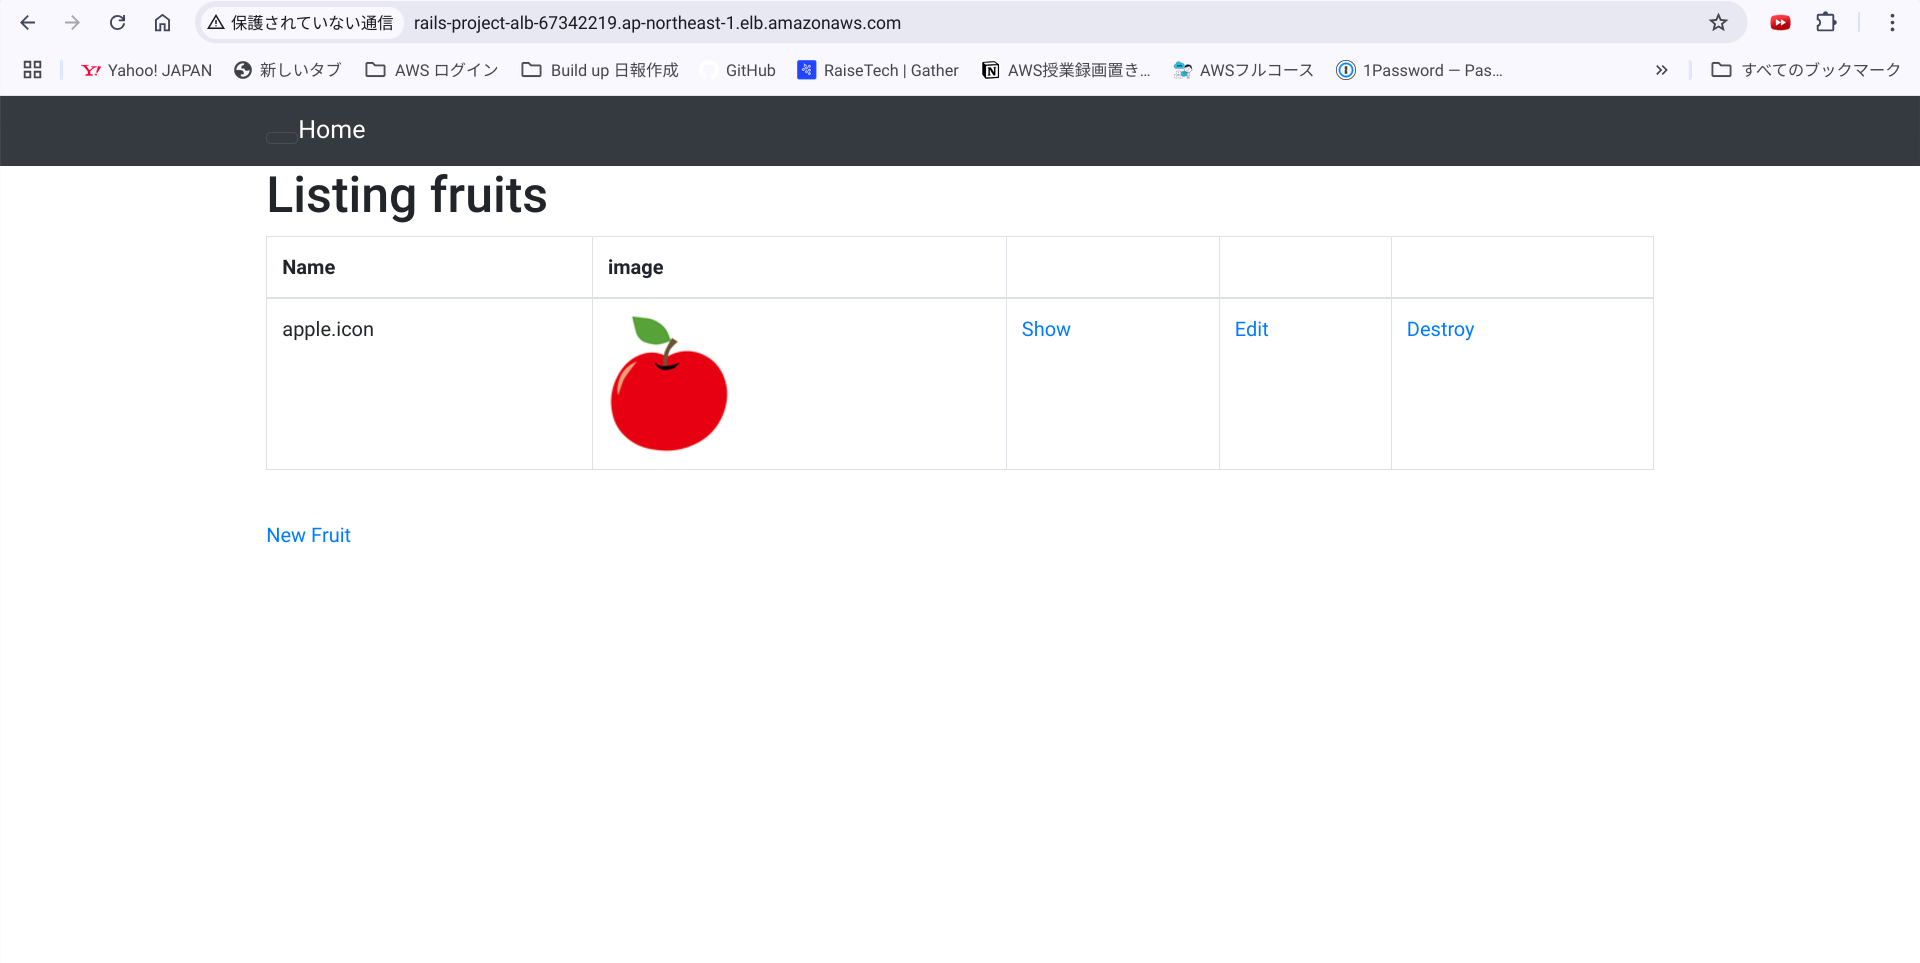 保護されていない通信 rails-project-alb-67342219.ap-northeast-1.elb.amazonaws.com
Yahoo! JAPAN 新しいタブ AWS ログイン Build up 日報作成 GitHub RaiseTech | Gather AWS授業録画置き... AWSフルコース 1Password – Pas... すべてのブックマーク
Home
Listing fruits
Name image
apple.icon Show Edit Destroy
New Fruit